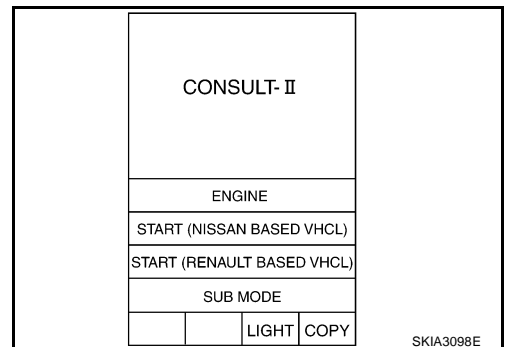 CONSULT-Ⅱ
ENGINE
START (NISSAN BASED VHCL)
START (RENAULT BASED VHCL)
SUB MODE
LIGHT COPY
SKIA3098E